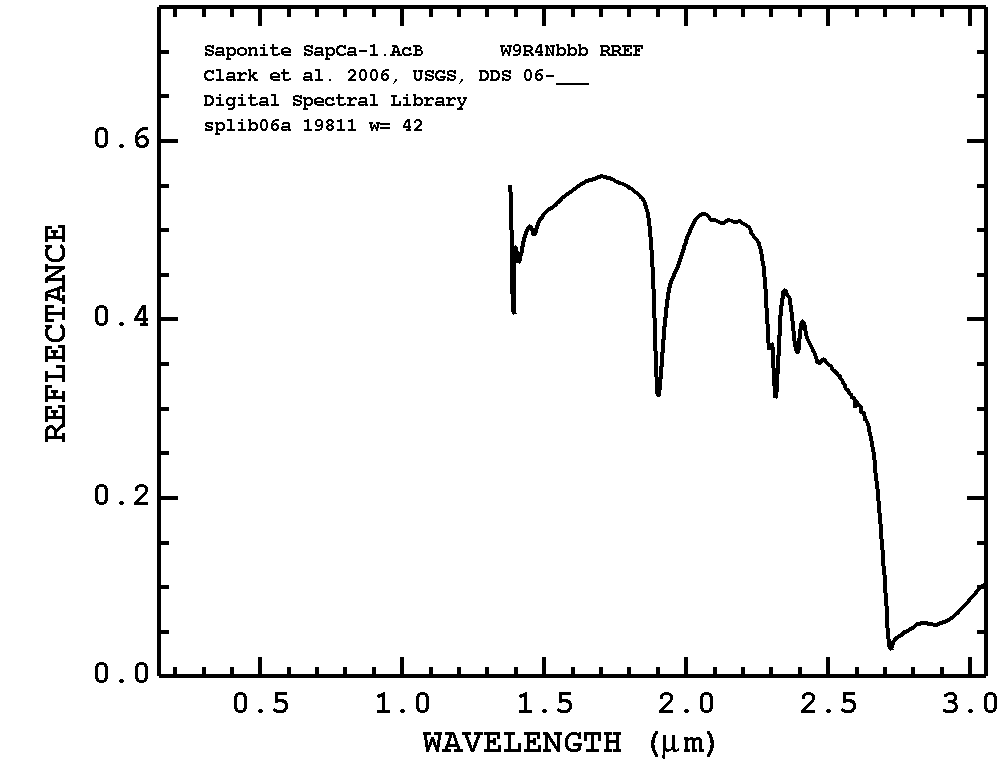 Saponite SapCa-1.AcB W9R4Nbbb RREF
Clark et al. 2006, USGS, DDS 06-___
Digital Spectral Library
splib06a 19811 w= 42
0.6
0.4
0.2
0.0
REFLECTANCE
0.5 1.0 1.5 2.0 2.5 3.0
WAVELENGTH (μm)